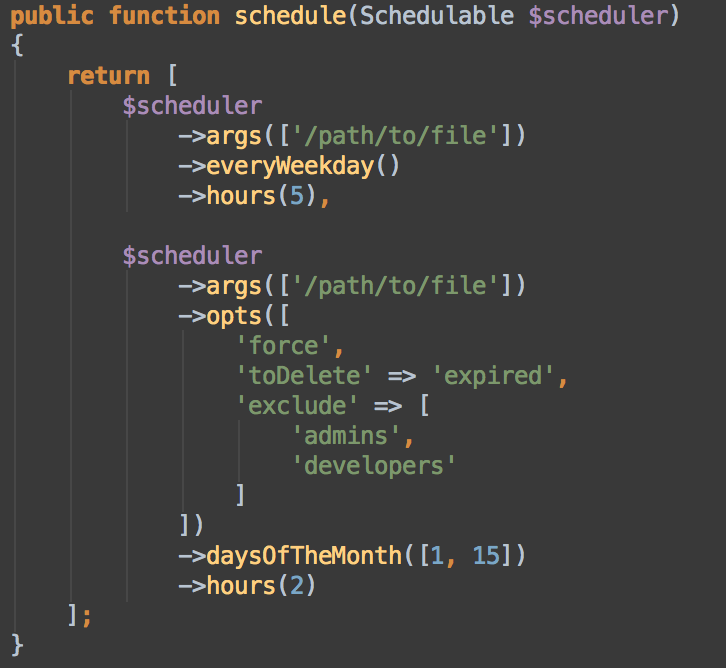 public function schedule(Schedulable $scheduler)
{
    return [
        $scheduler
            ->args(['/path/to/file'])
            ->everyWeekday()
            ->hours(5),

        $scheduler
            ->args(['/path/to/file'])
            ->opts([
                'force',
                'toDelete' => 'expired',
                'exclude' => [
                    'admins',
                    'developers'
                ]
            ])
            ->daysOfTheMonth([1, 15])
            ->hours(2)
    ];
}